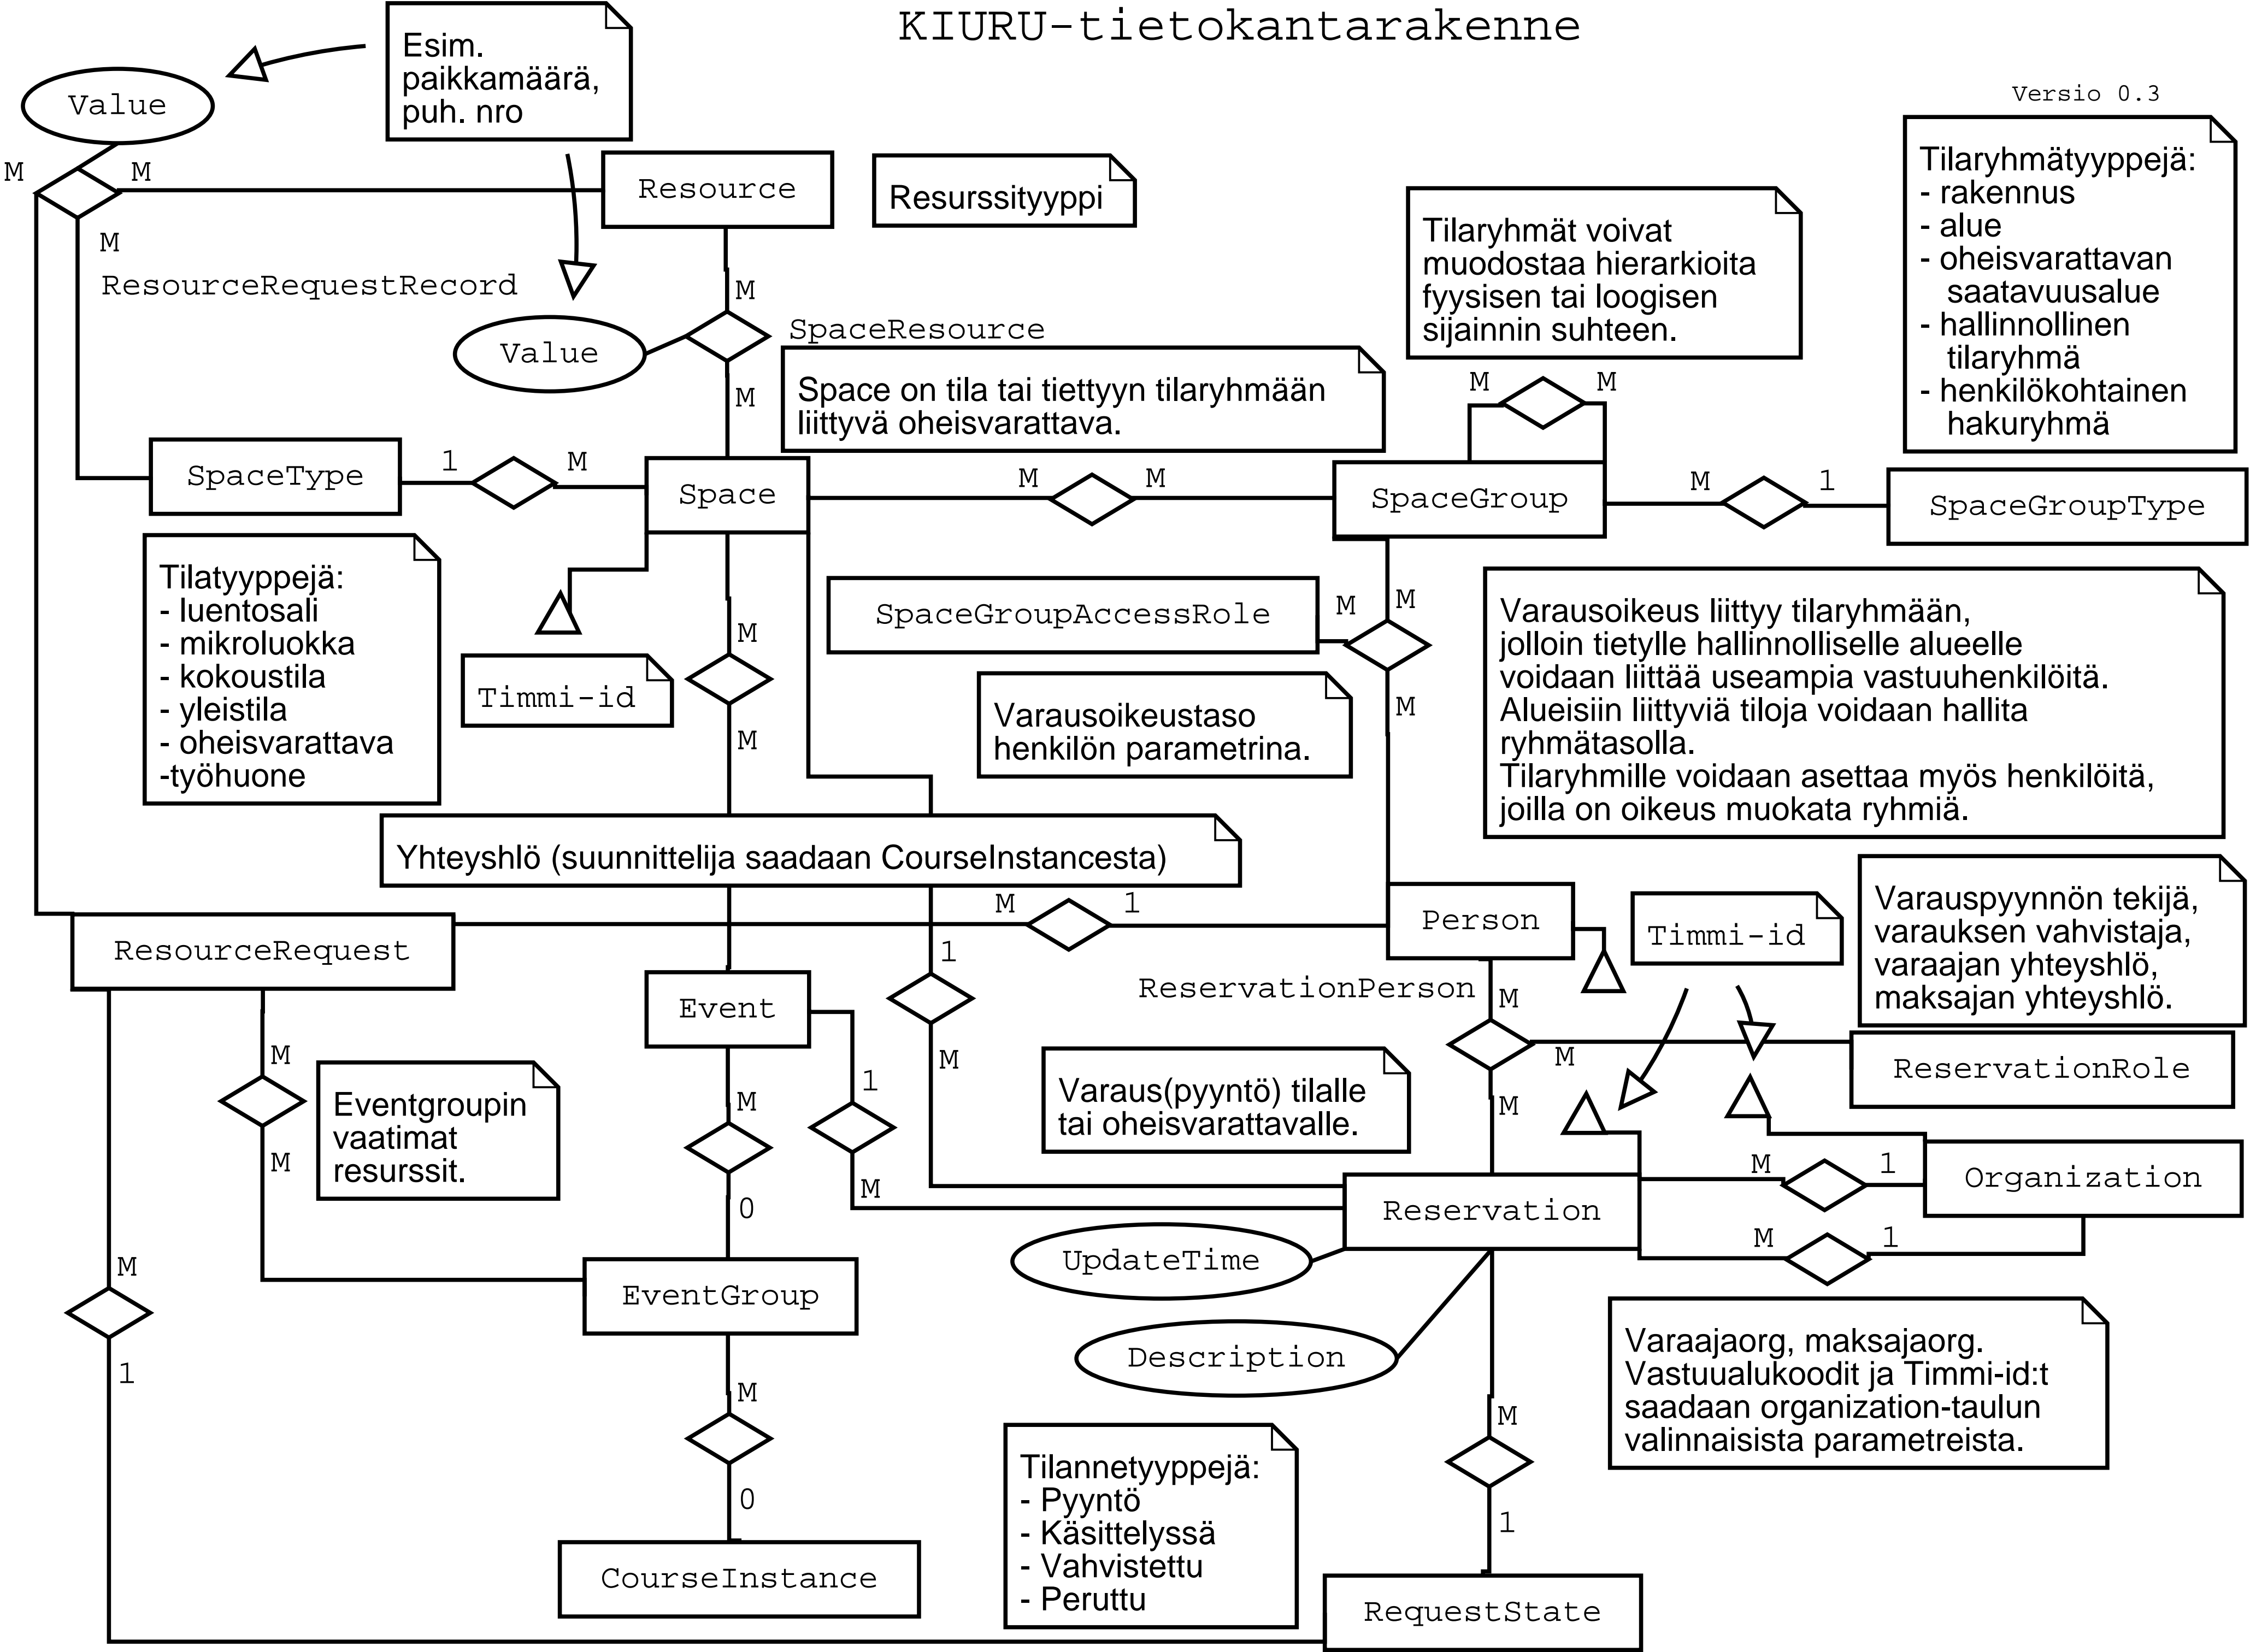 KIURU-tietokantarakenne
Versio 0.3
Esim.
paikkamäärä,
puh. nro
Value
M
M
M
ResourceRequestRecord
Resource
Resurssityyppi
M
SpaceResource
Value
M
Space on tila tai tiettyyn tilaryhmään
liittyvä oheisvarattava.
Tilaryhmät voivat
muodostaa hierarkioita
fyysisen tai loogisen
sijainnin suhteen.
Tilaryhmätyyppejä:
- rakennus
- alue
- oheisvarattavan
saatavuusalue
- hallinnollinen
tilaryhmä
- henkilökohtainen
hakuryhmä
M
M
SpaceType
1
M
Space
M
M
SpaceGroup
M
1
SpaceGroupType
Tilatyyppejä:
- luentosali
- mikroluokka
- kokoustila
- yleistila
- oheisvarattava
-työhuone
Timmi-id
M
M
SpaceGroupAccessRole
M
M
M
Varausoikeustaso
henkilön parametrina.
Varausoikeus liittyy tilaryhmään,
jolloin tietylle hallinnolliselle alueelle
voidaan liittää useampia vastuuhenkilöitä.
Alueisiin liittyviä tiloja voidaan hallita
ryhmätasolla.
Tilaryhmille voidaan asettaa myös henkilöitä,
joilla on oikeus muokata ryhmiä.
Yhteyshlö (suunnittelija saadaan CourseInstancesta)
ResourceRequest
M
1
Person
Timmi-id
Varauspyynnön tekijä,
varauksen vahvistaja,
varaajan yhteyshlö,
maksajan yhteyshlö.
1
M
Event
ReservationPerson
M
M
M
ReservationRole
M
M
Eventgroupin
vaatimat
resurssit.
M
0
1
M
Varaus(pyyntö) tilalle
tai oheisvarattavalle.
Reservation
M
1
Organization
M
1
UpdateTime
Description
EventGroup
M
1
M
0
CourseInstance
Tilannetyyppejä:
- Pyyntö
- Käsittelyssä
- Vahvistettu
- Peruttu
M
1
RequestState
Varaajaorg, maksajaorg.
Vastuualukoodit ja Timmi-id:t
saadaan organization-taulun
valinnaisista parametreista.